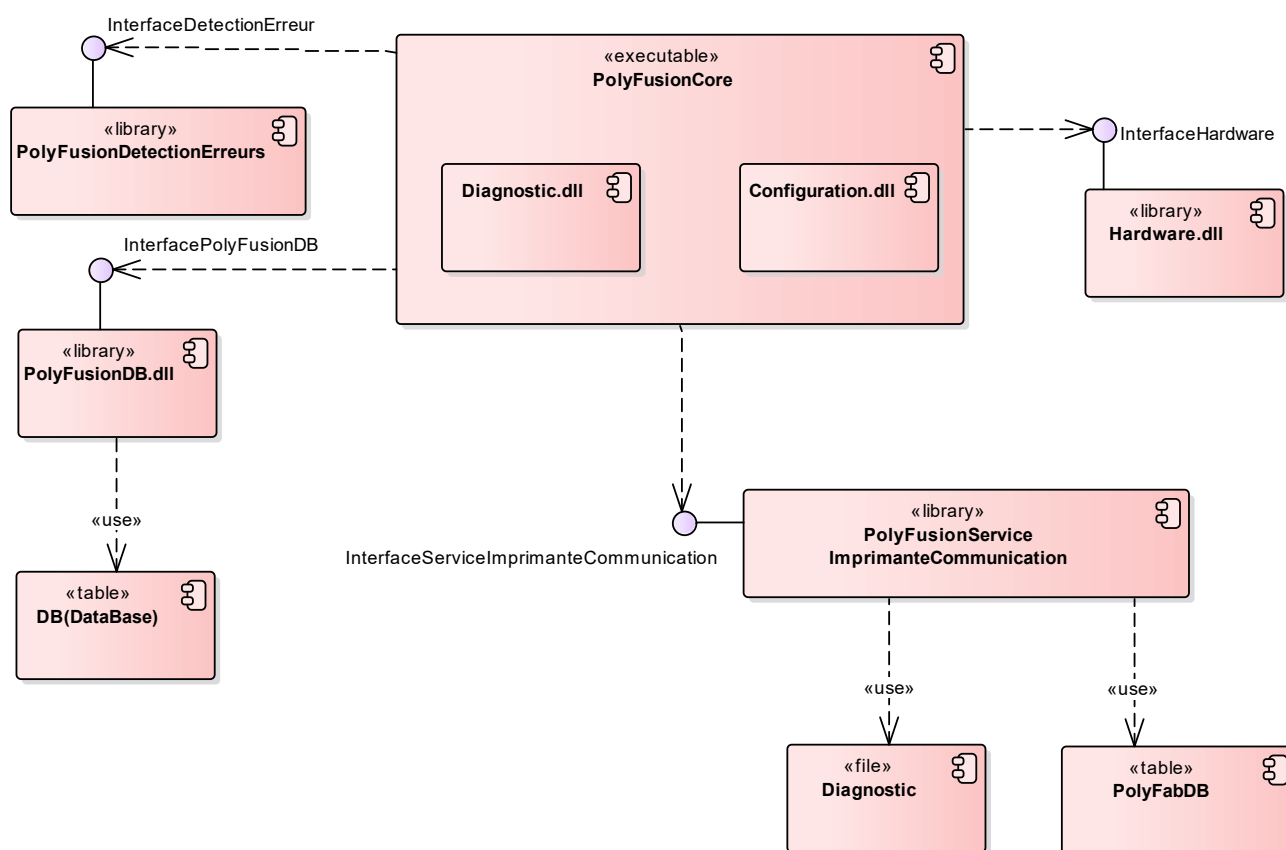 InterfaceDetectionErreur
«executable»
PolyFusionCore
«library»
PolyFusionDetectionErreurs
InterfaceHardware
Diagnostic.dll
Configuration.dll
«library»
Hardware.dll
InterfacePolyFusionDB
«library»
PolyFusionDB.dll
«use»
«table»
DB(DataBase)
«library»
PolyFusionService
ImprimanteCommunication
InterfaceServiceImprimanteCommunication
«use»
«use»
«file»
Diagnostic
«table»
PolyFabDB